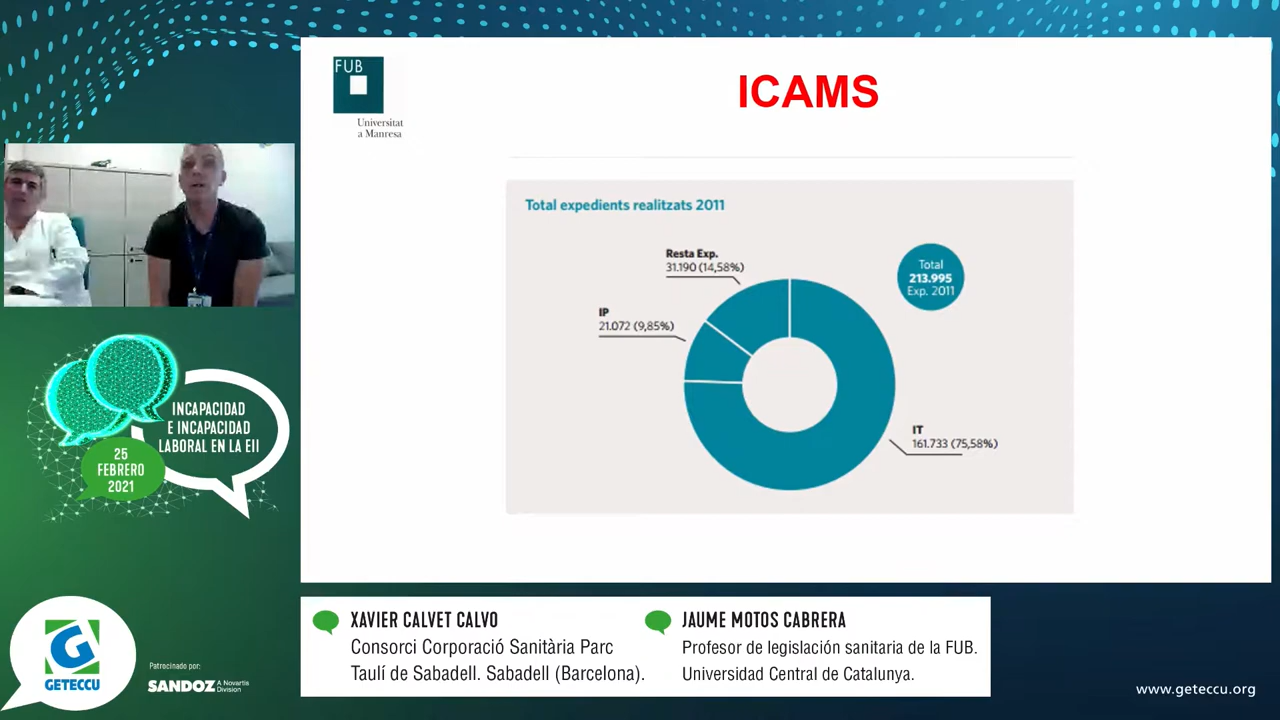 FUB
Universitat
a Manresa
ICAMS
Total expedients realitzats 2011
Resta Exp.
31.190 (14,58%)
Total
213.995
Exp. 2011
IP
21.072 (9,85%)
IT
161.733 (75,58%)
INCAPACIDAD
E INCAPACIDAD
LABORAL EN LA EII
25
FEBRERO
2021
G
GETECCU
Patrocinado por:
SANDOZ A Novartis
Division
XAVIER CALVET CALVO
Consorci Corporació Sanitària Parc
Taulí de Sabadell. Sabadell (Barcelona).
JAUME MOTOS CABRERA
Profesor de legislación sanitaria de la FUB.
Universidad Central de Catalunya.
www.geteccu.org